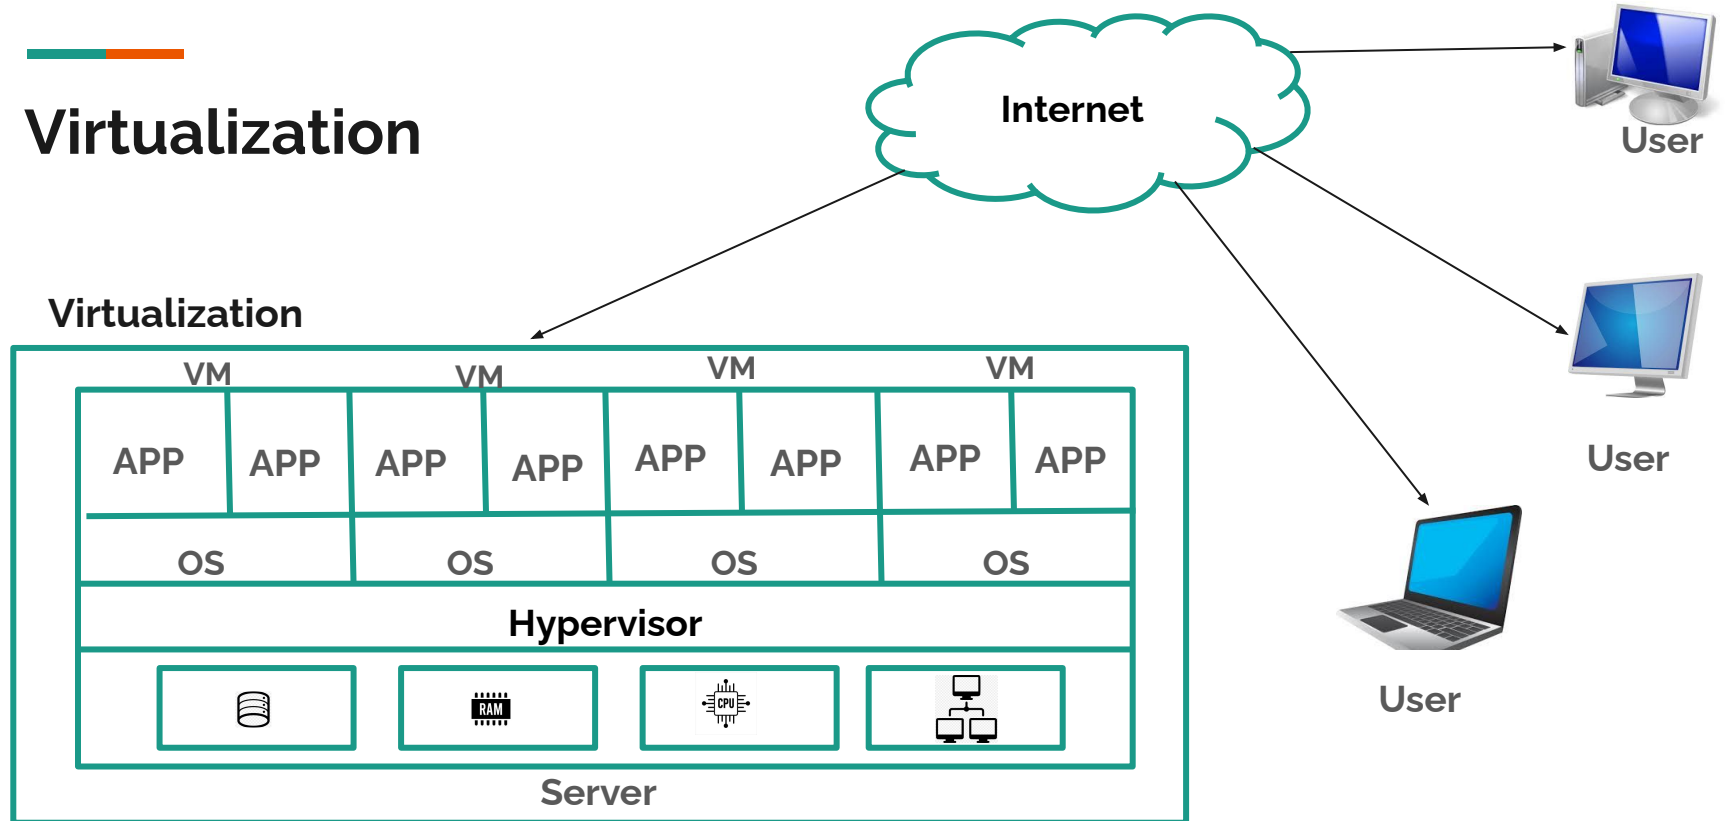 Virtualization
Internet
User
Virtualization
VM VM VM VM
APP APP APP APP APP APP APP APP
User
OS OS OS OS
Hypervisor
RAM CPU
User
Server